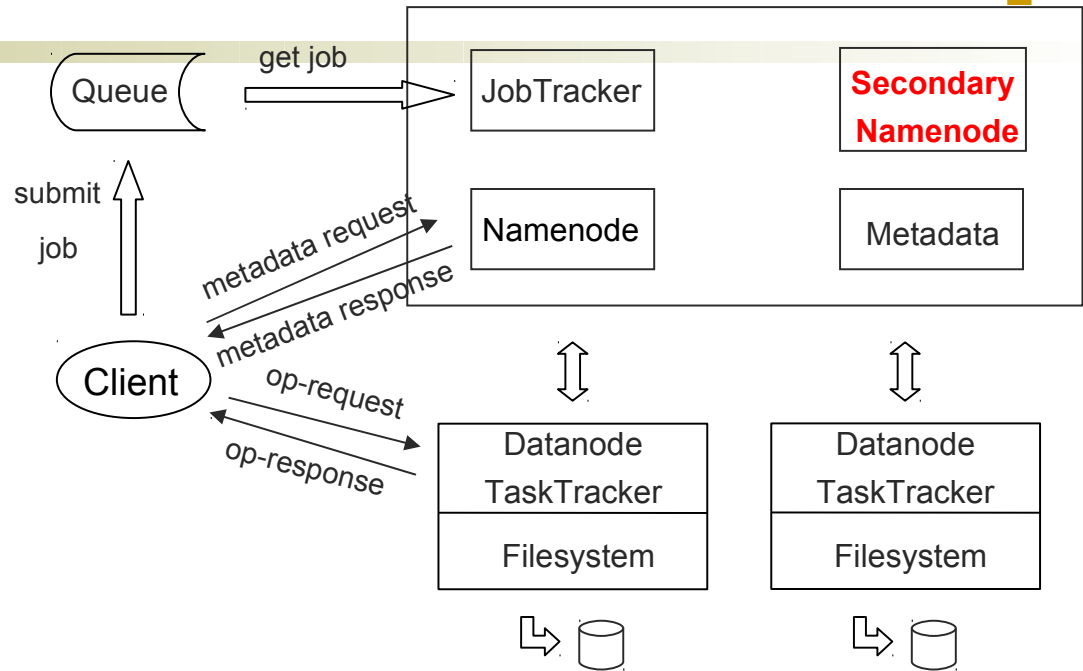 get job
Queue
JobTracker
Secondary
Namenode
submit
job
metadata request
Namenode
Metadata
metadata response
Client
op-request
op-response
Datanode
TaskTracker
Filesystem
Datanode
TaskTracker
Filesystem